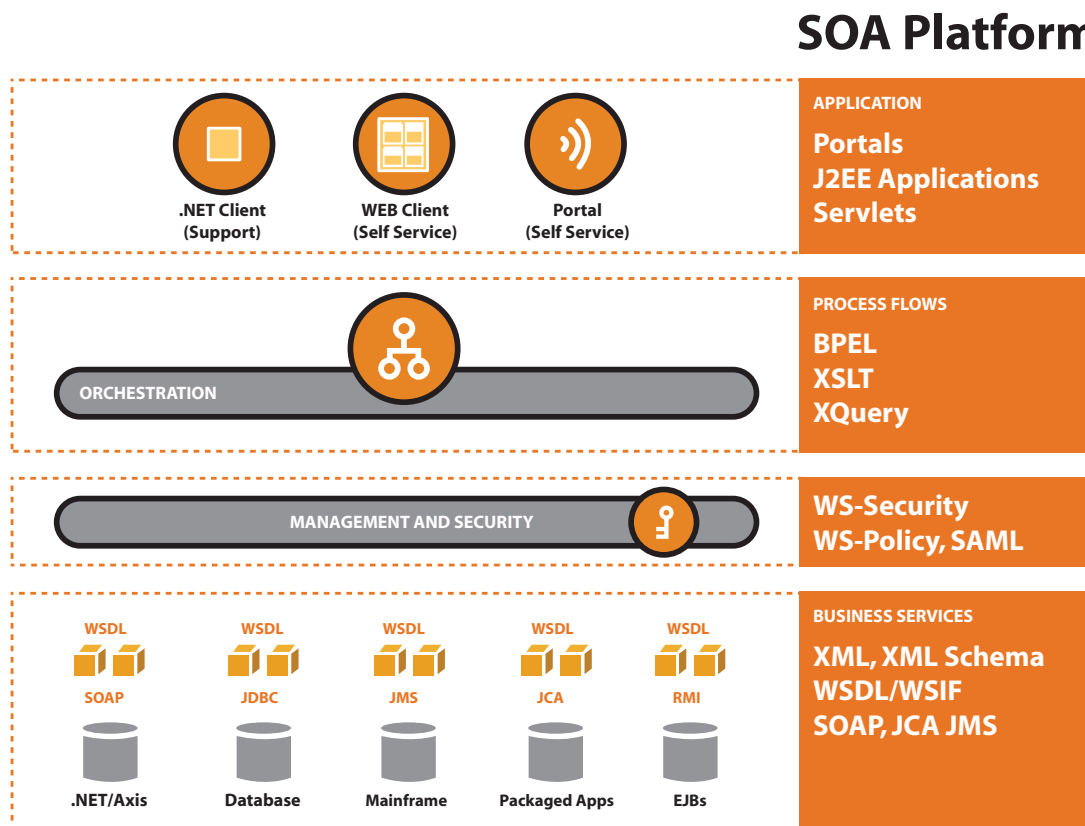 SOA Platform
APPLICATION
Portals
J2EE Applications
Servlets
.NET Client
(Support)
WEB Client
(Self Service)
Portal
(Self Service)
PROCESS FLOWS
BPEL
XSLT
XQuery
ORCHESTRATION
MANAGEMENT AND SECURITY
WS-Security
WS-Policy, SAML
BUSINESS SERVICES
XML, XML Schema
WSDL/WSIF
SOAP, JCA JMS
WSDL WSDL WSDL WSDL WSDL
SOAP JDBC JMS JCA RMI
.NET/Axis Database Mainframe Packaged Apps EJBs